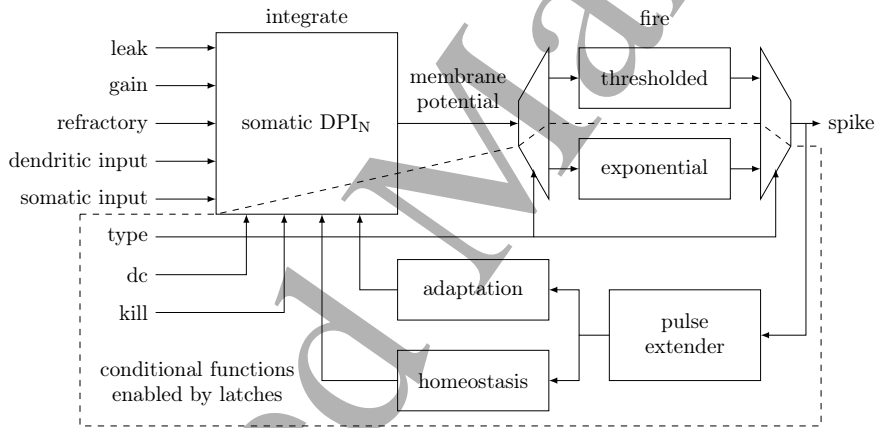 integrate
fire
leak
gain
refractory
dendritic input
somatic input
somatic DPI_N
membrane
potential
thresholded
exponential
spike
type
dc
kill
adaptation
homeostasis
pulse
extender
conditional functions
enabled by latches